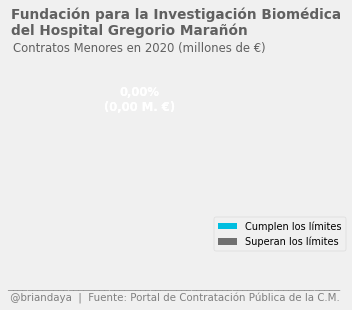 Fundación para la Investigación Biomédica
del Hospital Gregorio Marañón
Contratos Menores en 2020 (millones de €)
0,00%
(0,00 M. €)
Cumplen los límites
Superan los límites
@briandaya | Fuente: Portal de Contratación Pública de la C.M.